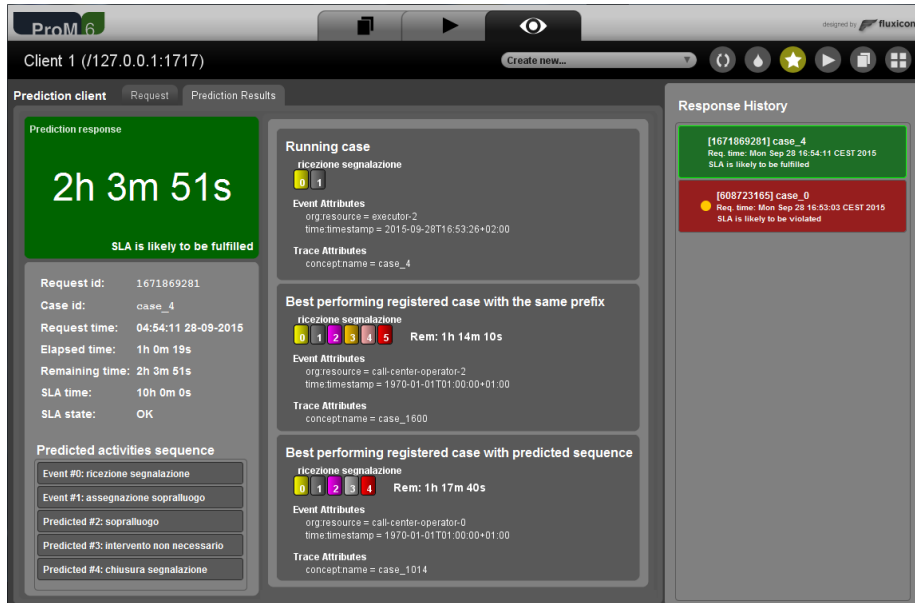 ProM 6
designed by fluxicon
Client 1 (/127.0.0.1:1717)
Create new...
Prediction client
Request
Prediction Results
Prediction response
2h 3m 51s
SLA is likely to be fulfilled
Request id: 1671869281
Case id: case_4
Request time: 04:54:11 28-09-2015
Elapsed time: 1h 0m 19s
Remaining time: 2h 3m 51s
SLA time: 10h 0m 0s
SLA state: OK
Predicted activities sequence
Event #0: ricezione segnalazione
Event #1: assegnazione sopralluogo
Predicted #2: sopralluogo
Predicted #3: intervento non necessario
Predicted #4: chiusura segnalazione
Running case
ricezione segnalazione
0 1
Event Attributes
org:resource = executor-2
time:timestamp = 2015-09-28T16:53:26+02:00
Trace Attributes
concept:name = case_4
Best performing registered case with the same prefix
ricezione segnalazione
0 1 2 3 4 5 Rem: 1h 14m 10s
Event Attributes
org:resource = call-center-operator-2
time:timestamp = 1970-01-01T01:00:00+01:00
Trace Attributes
concept:name = case_1600
Best performing registered case with predicted sequence
ricezione segnalazione
0 1 2 3 4 Rem: 1h 17m 40s
Event Attributes
org:resource = call-center-operator-0
time:timestamp = 1970-01-01T01:00:00+01:00
Trace Attributes
concept:name = case_1014
Response History
[1671869281] case_4
Req. time: Mon Sep 28 16:54:11 CEST 2015
SLA is likely to be fulfilled
[608723165] case_0
Req. time: Mon Sep 28 16:53:03 CEST 2015
SLA is likely to be violated